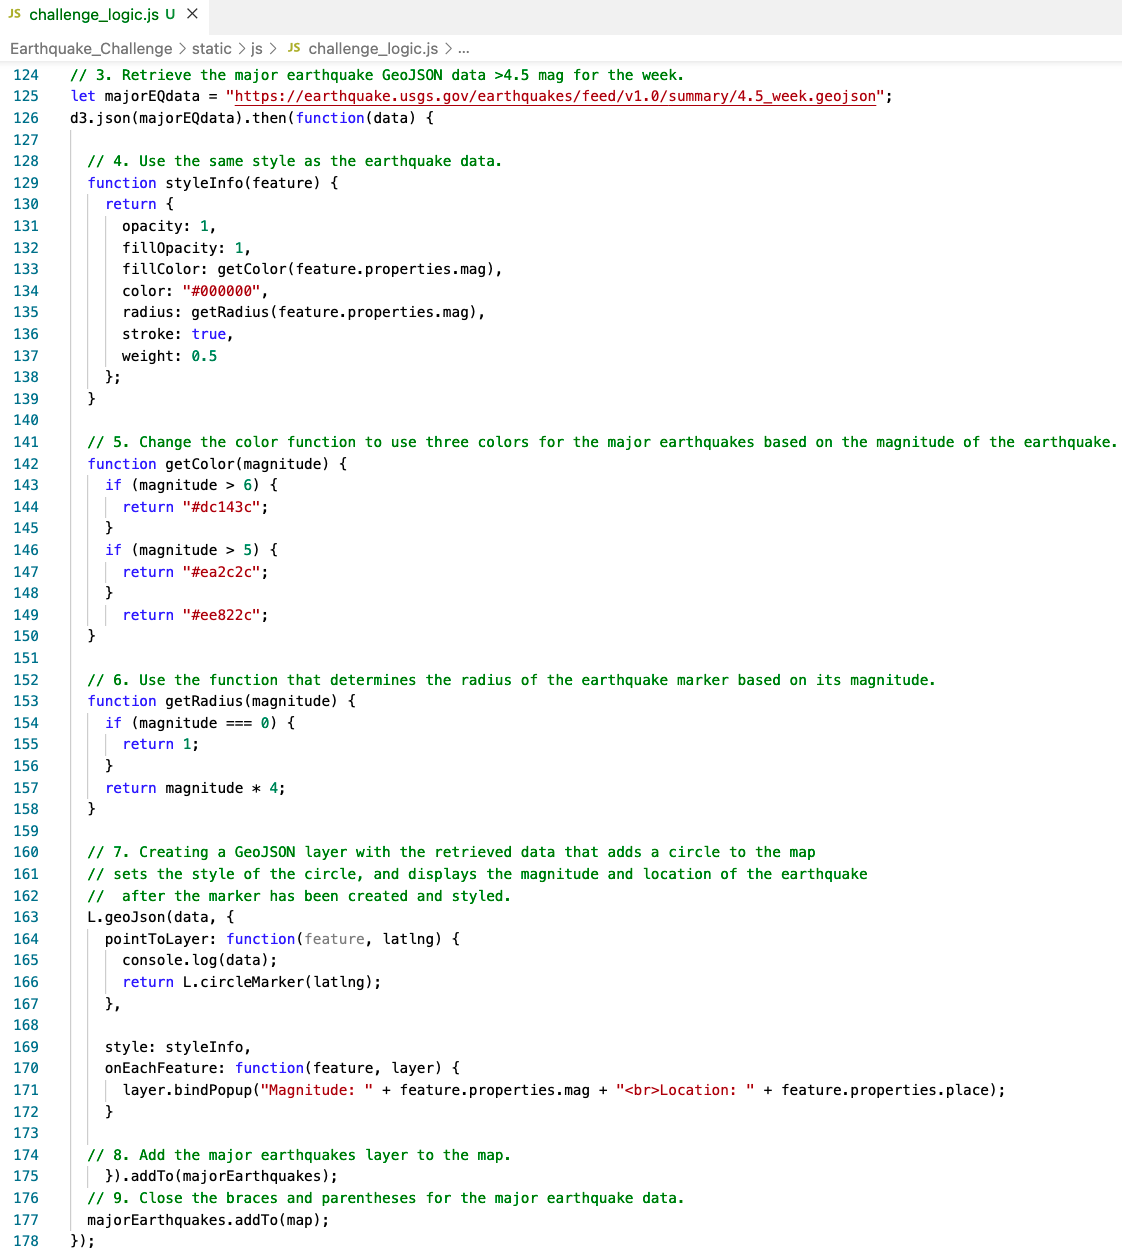 JS challenge_logic.js U ×
Earthquake_Challenge > static > js > JS challenge_logic.js > ...
124 // 3. Retrieve the major earthquake GeoJSON data >4.5 mag for the week.
125 let majorEQdata = "https://earthquake.usgs.gov/earthquakes/feed/v1.0/summary/4.5_week.geojson";
126 d3.json(majorEQdata).then(function(data) {
127
128   // 4. Use the same style as the earthquake data.
129   function styleInfo(feature) {
130     return {
131       opacity: 1,
132       fillOpacity: 1,
133       fillColor: getColor(feature.properties.mag),
134       color: "#000000",
135       radius: getRadius(feature.properties.mag),
136       stroke: true,
137       weight: 0.5
138     };
139   }
140
141   // 5. Change the color function to use three colors for the major earthquakes based on the magnitude of the earthquake.
142   function getColor(magnitude) {
143     if (magnitude > 6) {
144       return "#dc143c";
145     }
146     if (magnitude > 5) {
147       return "#ea2c2c";
148     }
149       return "#ee822c";
150   }
151
152   // 6. Use the function that determines the radius of the earthquake marker based on its magnitude.
153   function getRadius(magnitude) {
154     if (magnitude === 0) {
155       return 1;
156     }
157     return magnitude * 4;
158   }
159
160   // 7. Creating a GeoJSON layer with the retrieved data that adds a circle to the map
161   // sets the style of the circle, and displays the magnitude and location of the earthquake
162   //  after the marker has been created and styled.
163   L.geoJson(data, {
164     pointToLayer: function(feature, latlng) {
165       console.log(data);
166       return L.circleMarker(latlng);
167     },
168
169     style: styleInfo,
170     onEachFeature: function(feature, layer) {
171       layer.bindPopup("Magnitude: " + feature.properties.mag + "<br>Location: " + feature.properties.place);
172     }
173
174   // 8. Add the major earthquakes layer to the map.
175     }).addTo(majorEarthquakes);
176   // 9. Close the braces and parentheses for the major earthquake data.
177   majorEarthquakes.addTo(map);
178 });